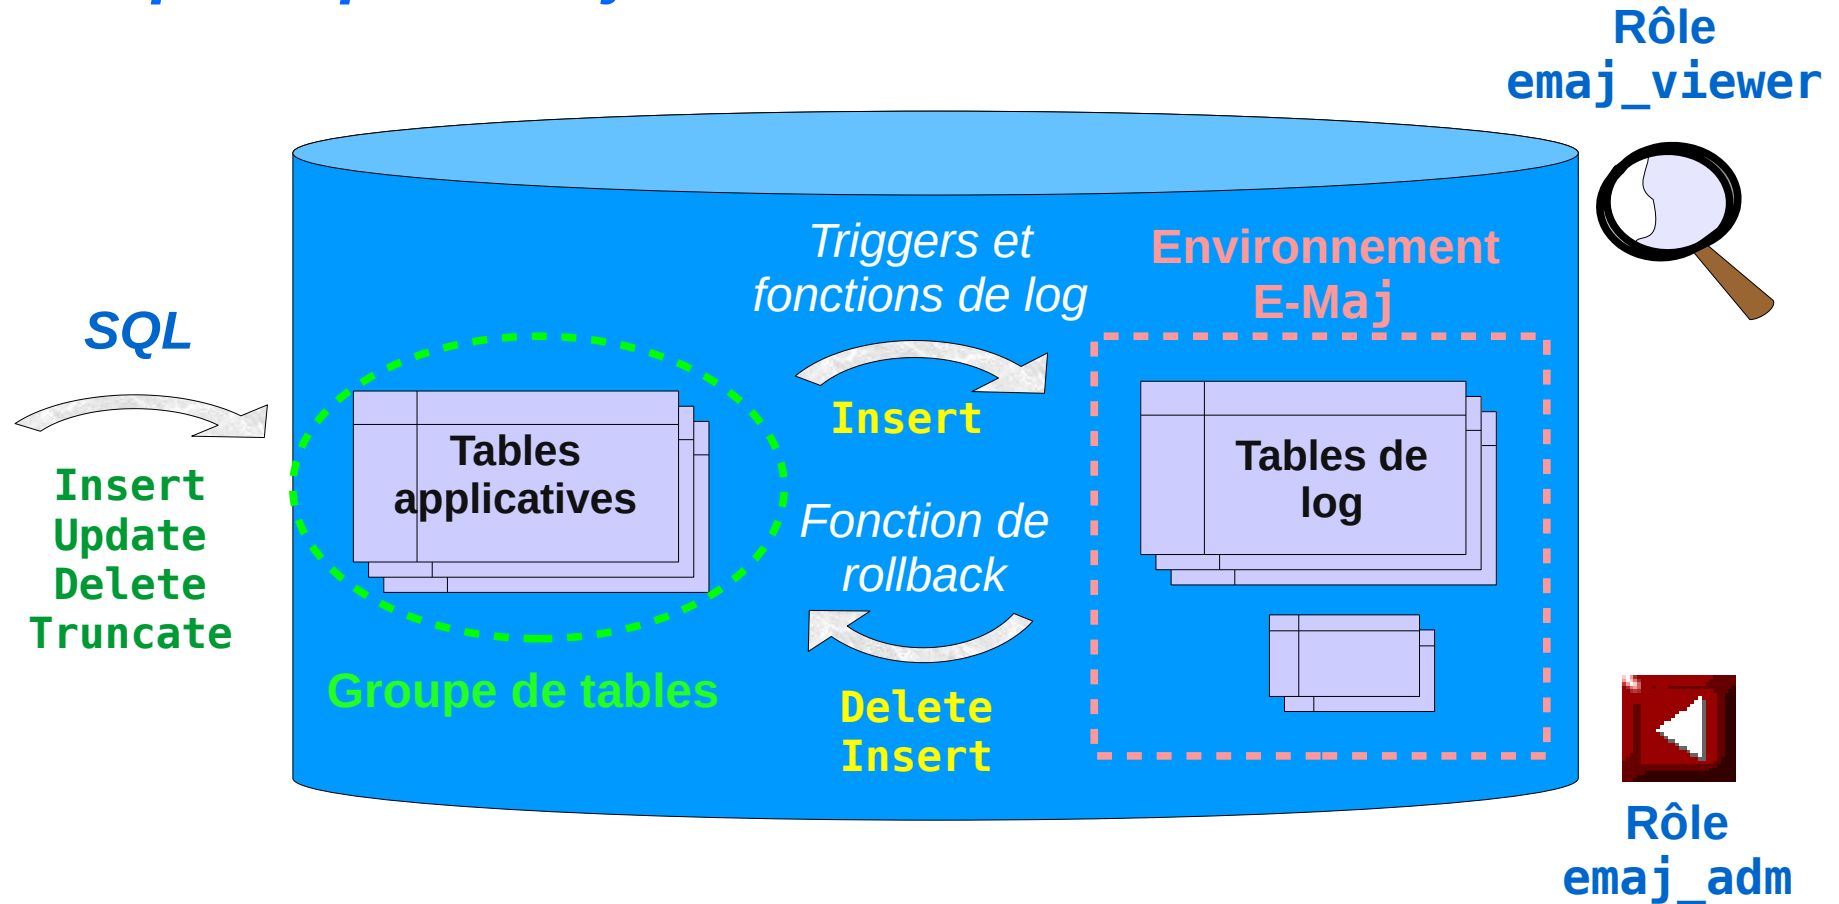 Rôle
emaj_viewer
Triggers et
fonctions de log
Environnement
E-Maj
SQL
Insert
Tables
applicatives
Tables de
log
Insert
Update
Delete
Truncate
Fonction de
rollback
Groupe de tables
Delete
Insert
Rôle
emaj_adm